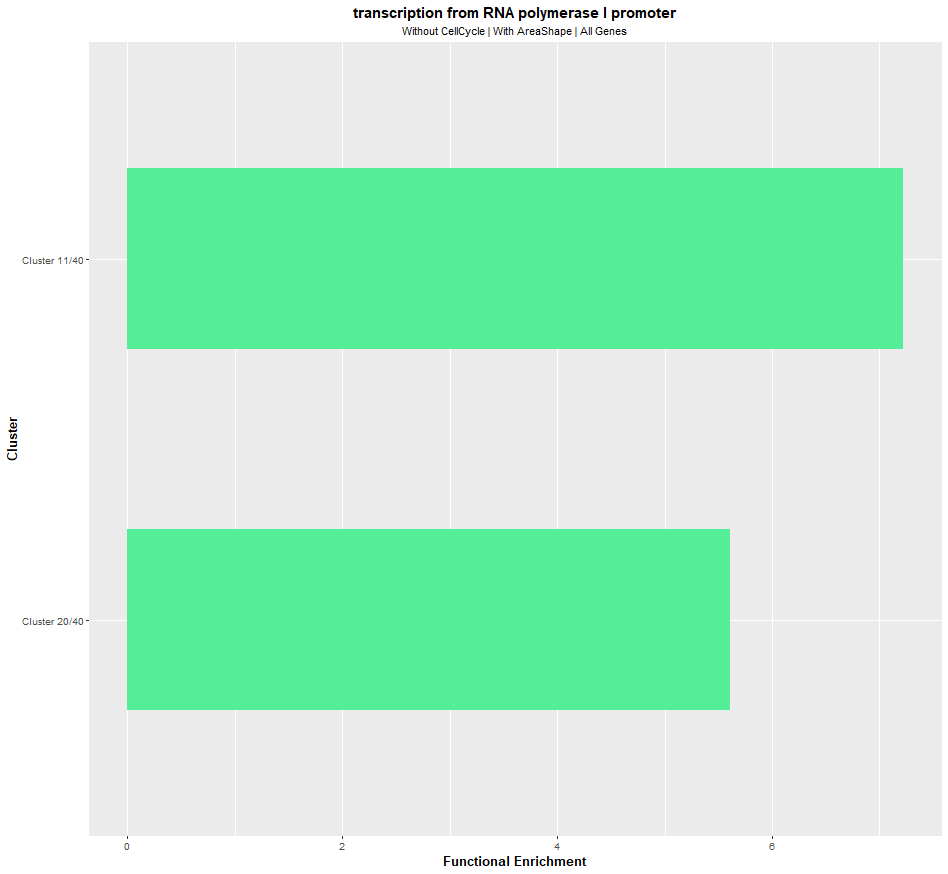 transcription from RNA polymerase I promoter
Without CellCycle | With AreaShape | All Genes
Cluster
Cluster 11/40
Cluster 20/40
0 2 4 6
Functional Enrichment